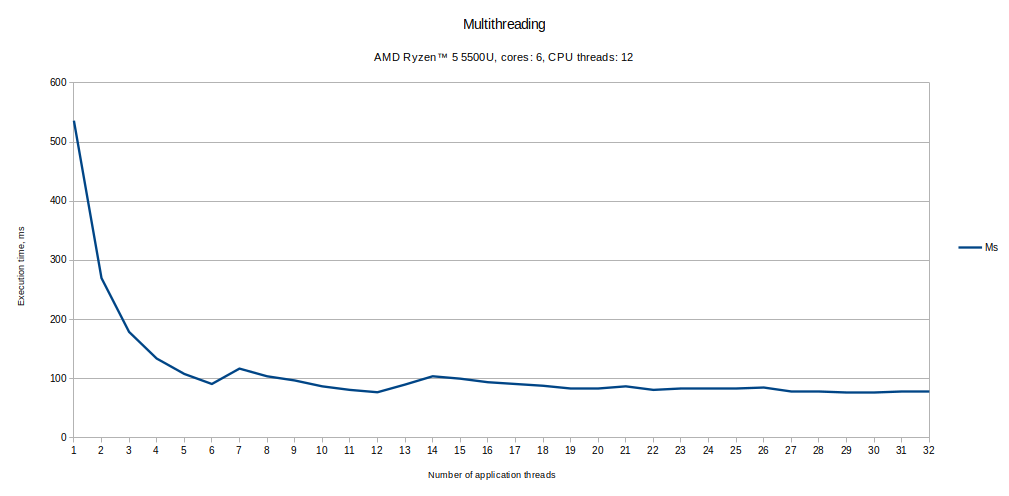 Multithreading
AMD Ryzen™ 5 5500U, cores: 6, CPU threads: 12
600
500
400
300
200
100
0
Execution time, ms
1 2 3 4 5 6 7 8 9 10 11 12 13 14 15 16 17 18 19 20 21 22 23 24 25 26 27 28 29 30 31 32
Number of application threads
Ms